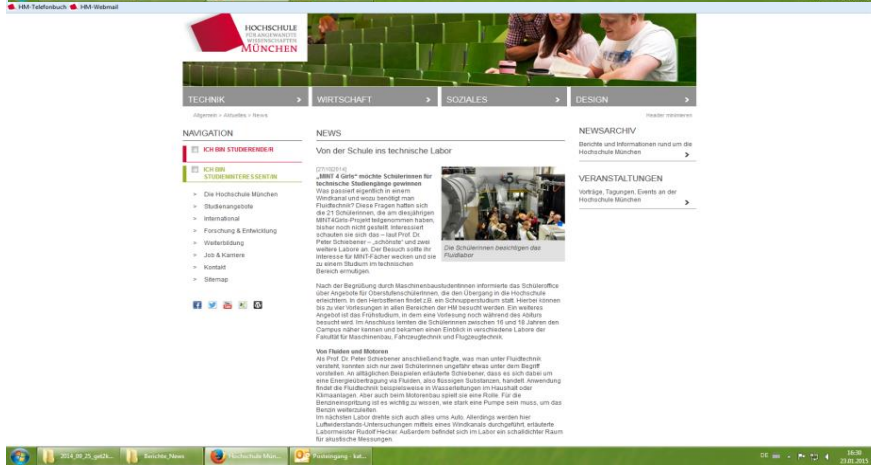 HM-Telefonbuch HM-Webmail
HOCHSCHULE
FÜR ANGEWANDTE
WISSENSCHAFTEN
MÜNCHEN
TECHNIK
WIRTSCHAFT
SOZIALES
DESIGN
Allgemein > Aktuelles > News
Header minimieren
NAVIGATION
ICH BIN STUDIERENDE/R
ICH BIN
STUDIENINTERESSENT/IN
Die Hochschule München
Studienangebote
International
Forschung & Entwicklung
Weiterbildung
Job & Karriere
Kontakt
Sitemap
NEWS
Von der Schule ins technische Labor
[27|10|2014]
„MINT 4 Girls“ möchte Schülerinnen für
technische Studiengänge gewinnen
Was passiert eigentlich in einem
Windkanal und wozu benötigt man
Fluidtechnik? Diese Fragen hatten sich
die 21 Schülerinnen, die am diesjährigen
MINT4Girls-Projekt teilgenommen haben,
bisher noch nicht gestellt. Interessiert
schauten sie sich das – laut Prof. Dr.
Peter Schiebener – „schönste“ und zwei
weitere Labore an. Der Besuch sollte ihr
Interesse für MINT-Fächer wecken und sie
zu einem Studium im technischen
Bereich ermutigen.
Die Schülerinnen besichtigen das
Fluidlabor
Nach der Begrüßung durch Maschinenbaustudentinnen informierte das Schüleroffice
über Angebote für Oberstufenschülerinnen, die den Übergang in die Hochschule
erleichtern. In den Herbstferien findet z.B. ein Schnupperstudium statt. Hierbei können
bis zu vier Vorlesungen in allen Bereichen der HM besucht werden. Ein weiteres
Angebot ist das Frühstudium, in dem eine Vorlesung noch während des Abiturs
besucht wird. Im Anschluss lernten die Schülerinnen zwischen 16 und 18 Jahren den
Campus näher kennen und bekamen einen Einblick in verschiedene Labore der
Fakultät für Maschinenbau, Fahrzeugtechnik und Flugzeugtechnik.
Von Fluiden und Motoren
Als Prof. Dr. Peter Schiebener anschließend fragte, was man unter Fluidtechnik
versteht, konnten sich nur zwei Schülerinnen ungefähr etwas unter dem Begriff
vorstellen. An alltäglichen Beispielen erläuterte Schiebener, dass es sich dabei um
eine Energieübertragung via Fluiden, also flüssigen Substanzen, handelt. Anwendung
findet die Fluidtechnik beispielsweise in Wasserleitungen im Haushalt oder
Klimaanlagen. Aber auch beim Motorenbau spielt sie eine Rolle. Für die
Benzineinspritzung ist es wichtig zu wissen, wie stark eine Pumpe sein muss, um das
Benzin weiterzuleiten.
Im nächsten Labor drehte sich auch alles ums Auto. Allerdings werden hier
Luftwiderstands-Untersuchungen mittels eines Windkanals durchgeführt, erläuterte
Labormeister Rudolf Hecker. Außerdem befindet sich im Labor ein schalldichter Raum
für akustische Messungen.
NEWSARCHIV
Berichte und Informationen rund um die
Hochschule München
VERANSTALTUNGEN
Vorträge, Tagungen, Events an der
Hochschule München
2014_09_25_get2k...
Berichte_News
Hochschule Mün...
Posteingang - kat...
DE
16:30
23.01.2015